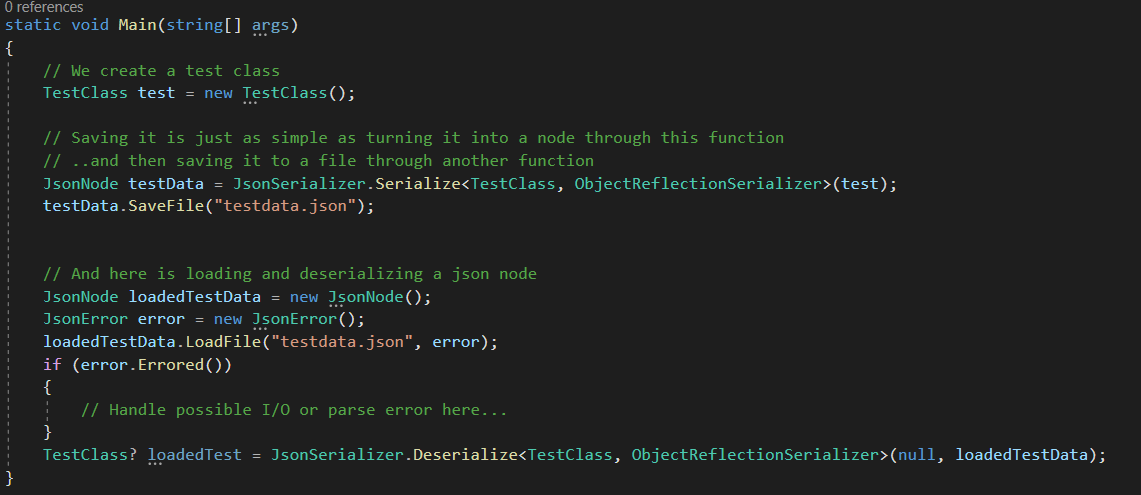 0 references
static void Main(string[] args)
{
// We create a test class
TestClass test = new TestClass();
// Saving it is just as simple as turning it into a node through this function
// ..and then saving it to a file through another function
JsonNode testData = JsonSerializer.Serialize<TestClass, ObjectReflectionSerializer>(test);
testData.SaveFile("testdata.json");
// And here is loading and deserializing a json node
JsonNode loadedTestData = new JsonNode();
JsonError error = new JsonError();
loadedTestData.LoadFile("testdata.json", error);
if (error.Errored())
{
// Handle possible I/O or parse error here...
}
TestClass? loadedTest = JsonSerializer.Deserialize<TestClass, ObjectReflectionSerializer>(null, loadedTestData);
}